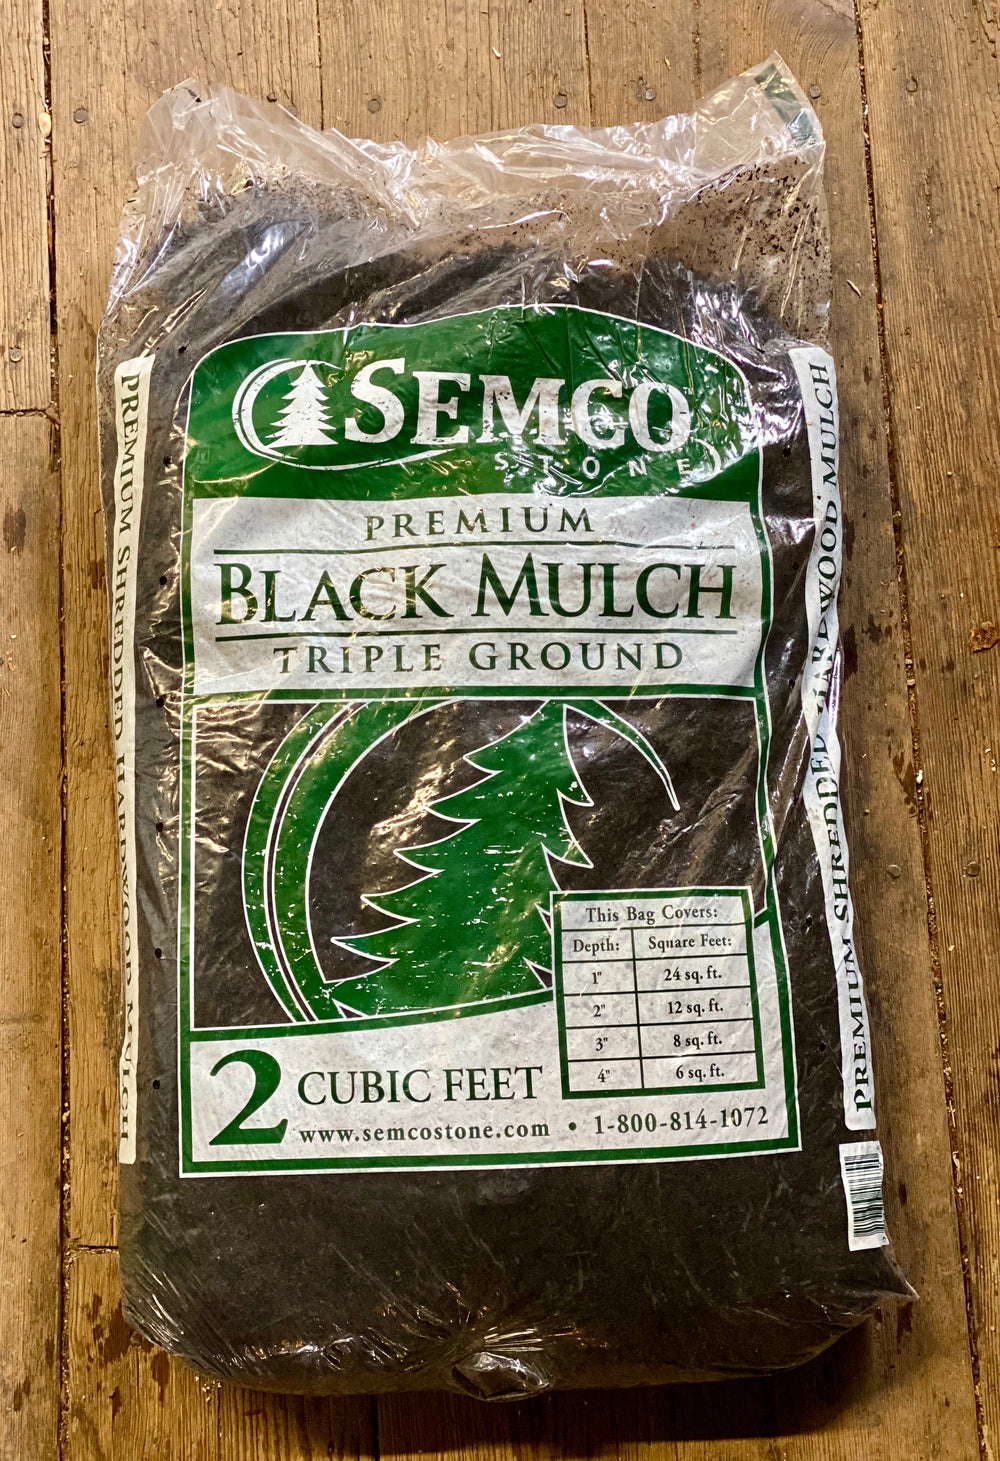 SEMCO
STONE
PREMIUM
BLACK MULCH
TRIPLE GROUND
This Bag Covers:
Depth: Square Feet:
1" 24 sq. ft.
2" 12 sq. ft.
3" 8 sq. ft.
4" 6 sq. ft.
2 CUBIC FEET
www.semcostone.com • 1-800-814-1072
PREMIUM SHREDDED HARDWOOD MULCH
PREMIUM SHREDDED HARDWOOD MULCH